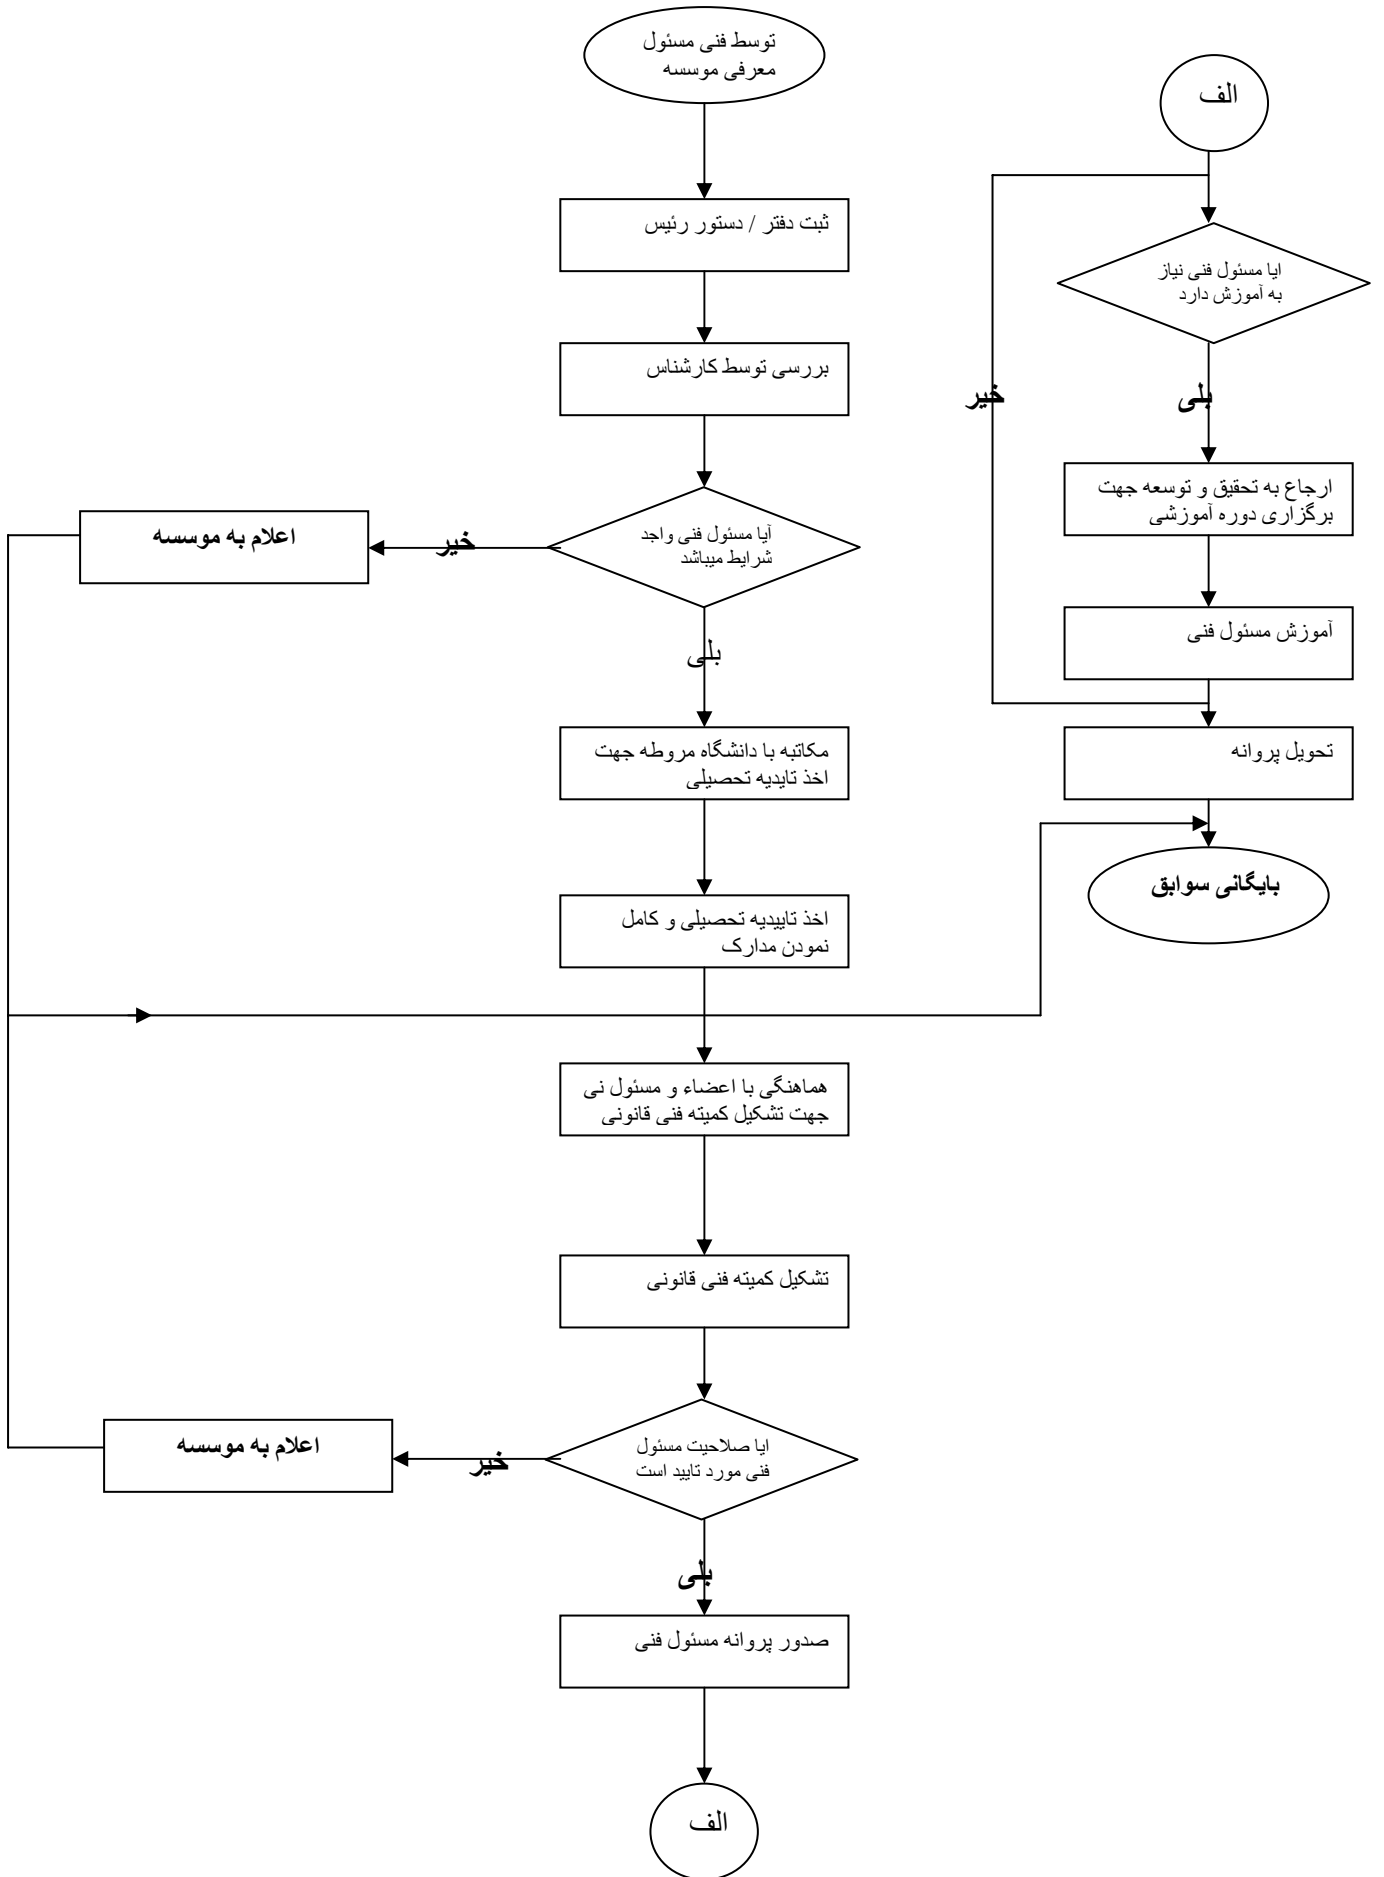 توسط فنی مسئول
معرفی موسسه
ثبت دفتر / دستور رئیس
بررسی توسط کارشناس
آیا مسئول فنی واجد
شرایط میباشد
خیر
اعلام به موسسه
بلی
مکاتبه با دانشگاه مروطه جهت
اخذ تایدیه تحصیلی
اخذ تاییدیه تحصیلی و کامل
نمودن مدارک
هماهنگی با اعضاء و مسئول نی
جهت تشکیل کمیته فنی قانونی
تشکیل کمیته فنی قانونی
ایا صلاحیت مسئول
فنی مورد تایید است
خیر
اعلام به موسسه
بلی
صدور پروانه مسئول فنی
الف
الف
ایا مسئول فنی نیاز
به آموزش دارد
خیر
بلی
ارجاع به تحقیق و توسعه جهت
برگزاری دوره آموزشی
آموزش مسئول فنی
تحویل پروانه
بایگانی سوابق